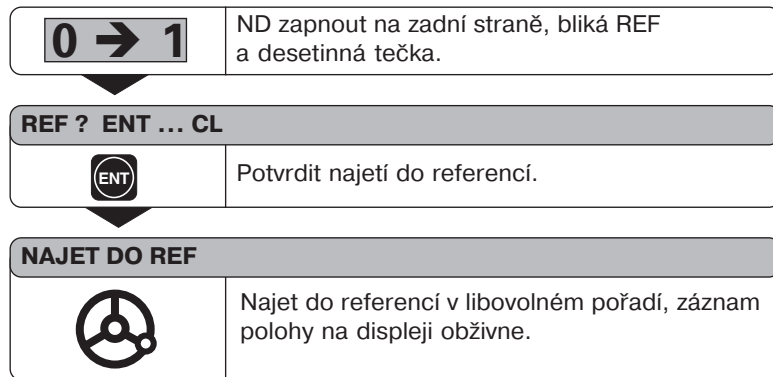 0 → 1
ND zapnout na zadní straně, bliká REF
a desetinná tečka.
REF ? ENT ... CL
ENT
Potvrdit najetí do referencí.
NAJET DO REF
Najet do referencí v libovolném pořadí, záznam
polohy na displeji obživne.